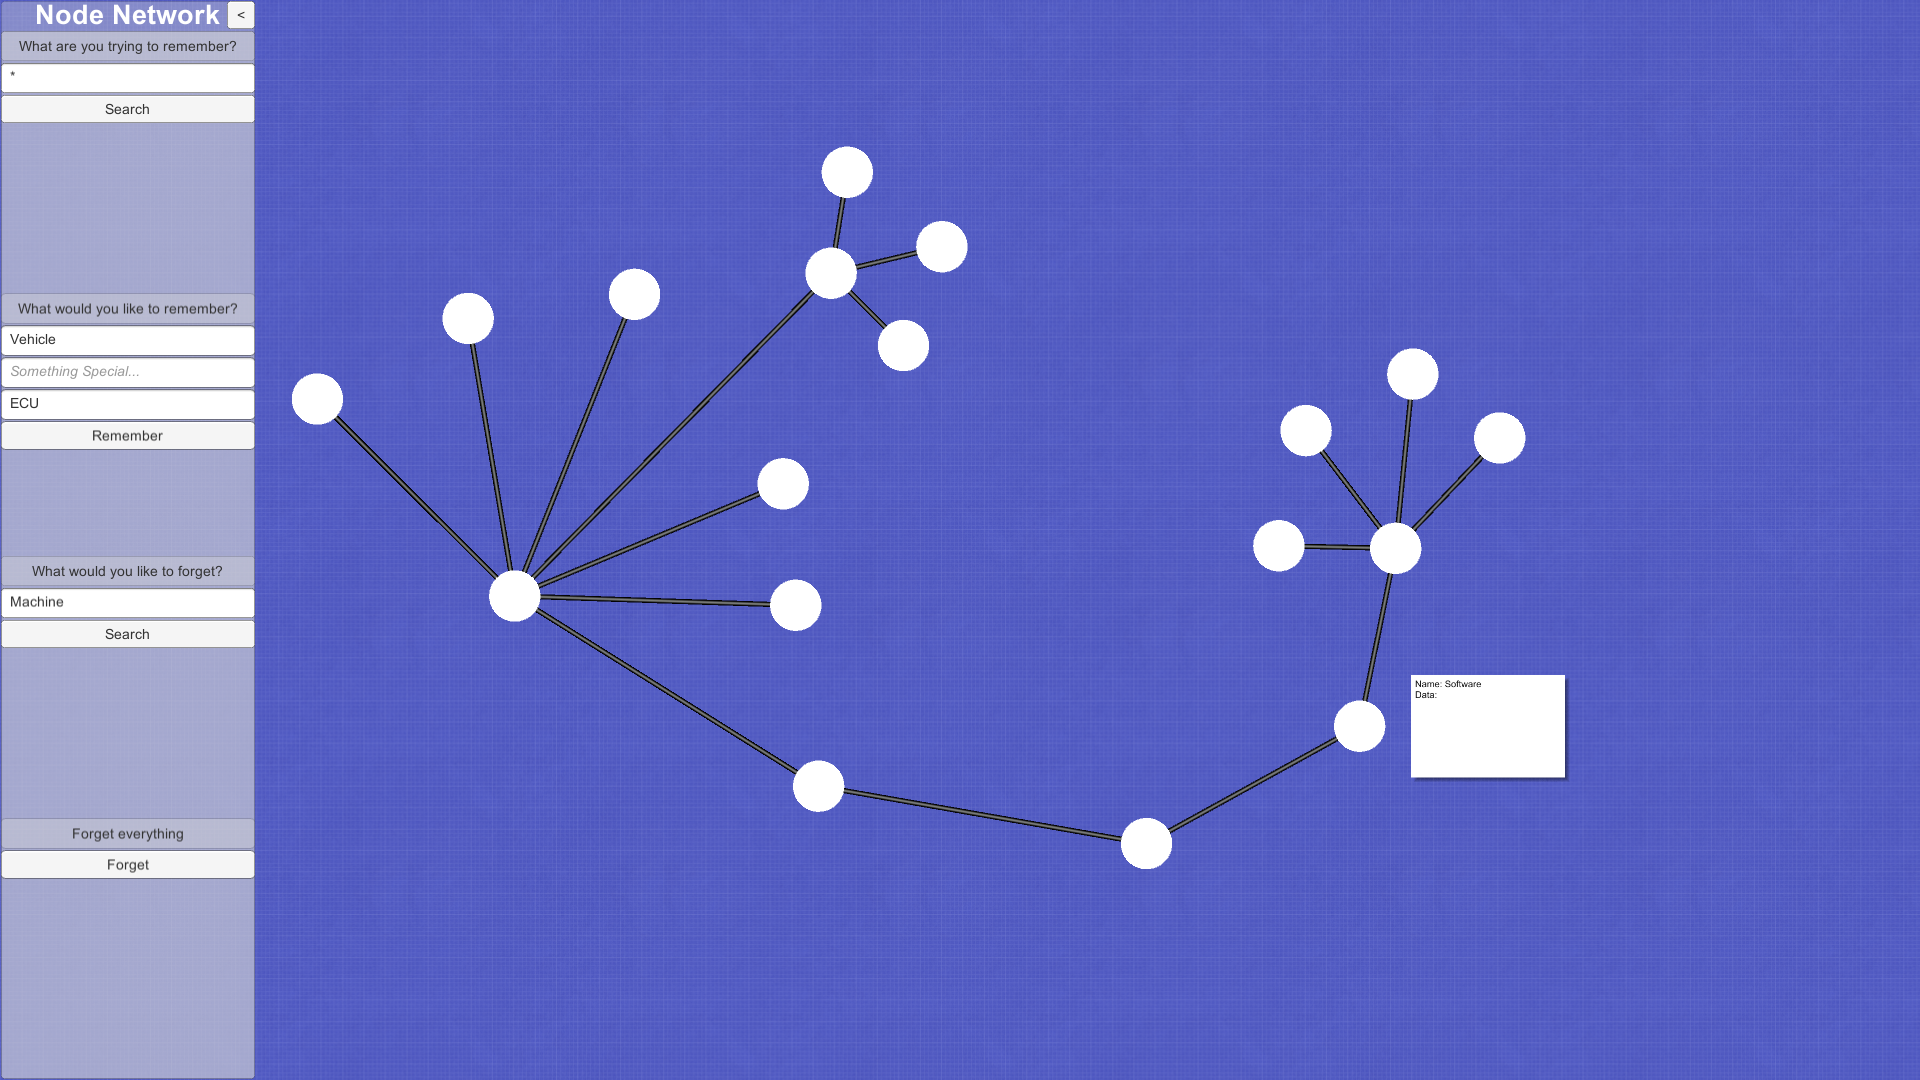 Node Network <
What are you trying to remember?
*
Search
What would you like to remember?
Vehicle
Something Special...
ECU
Remember
What would you like to forget?
Machine
Search
Forget everything
Forget
Name: Software
Data: